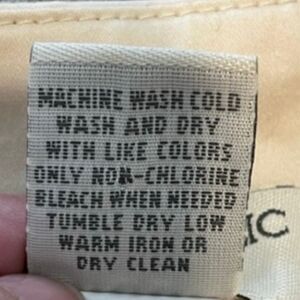 MACHINE WASH COLD
WASH AND DRY
WITH LIKE COLORS
ONLY NON-CHLORINE
BLEACH WHEN NEEDED
TUMBLE DRY LOW
WARM IRON OR
DRY CLEAN